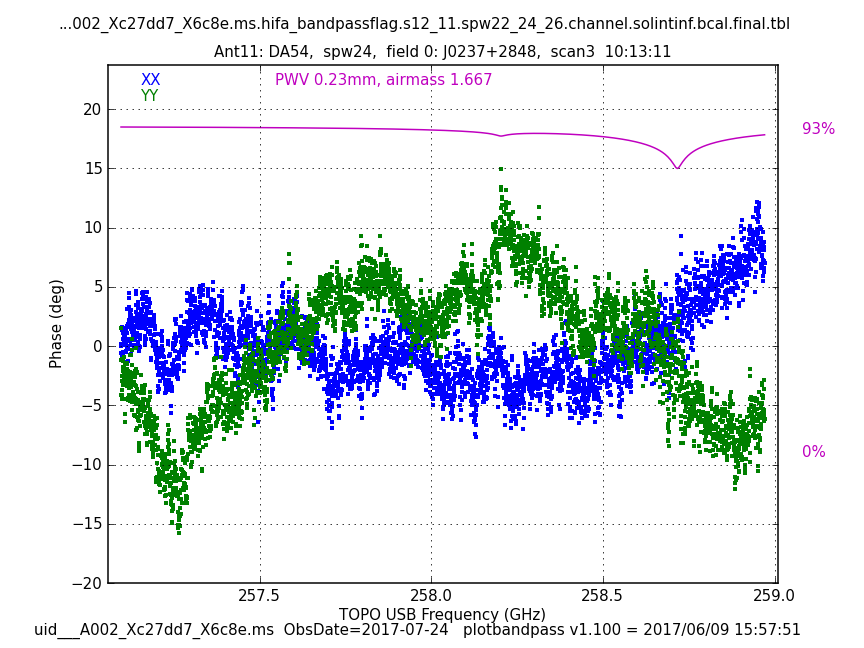 ...002_Xc27dd7_X6c8e.ms.hifa_bandpassflag.s12_11.spw22_24_26.channel.solintinf.bcal.final.tbl
Ant11: DA54,  spw24,  field 0: J0237+2848,  scan3  10:13:11
XX
PWV 0.23mm, airmass 1.667
YY
20
93%
15
10
5
0
Phase (deg)
−5
0%
−10
−15
−20
257.5
258.0
258.5
259.0
TOPO USB Frequency (GHz)
uid___A002_Xc27dd7_X6c8e.ms  ObsDate=2017-07-24   plotbandpass v1.100 = 2017/06/09 15:57:51